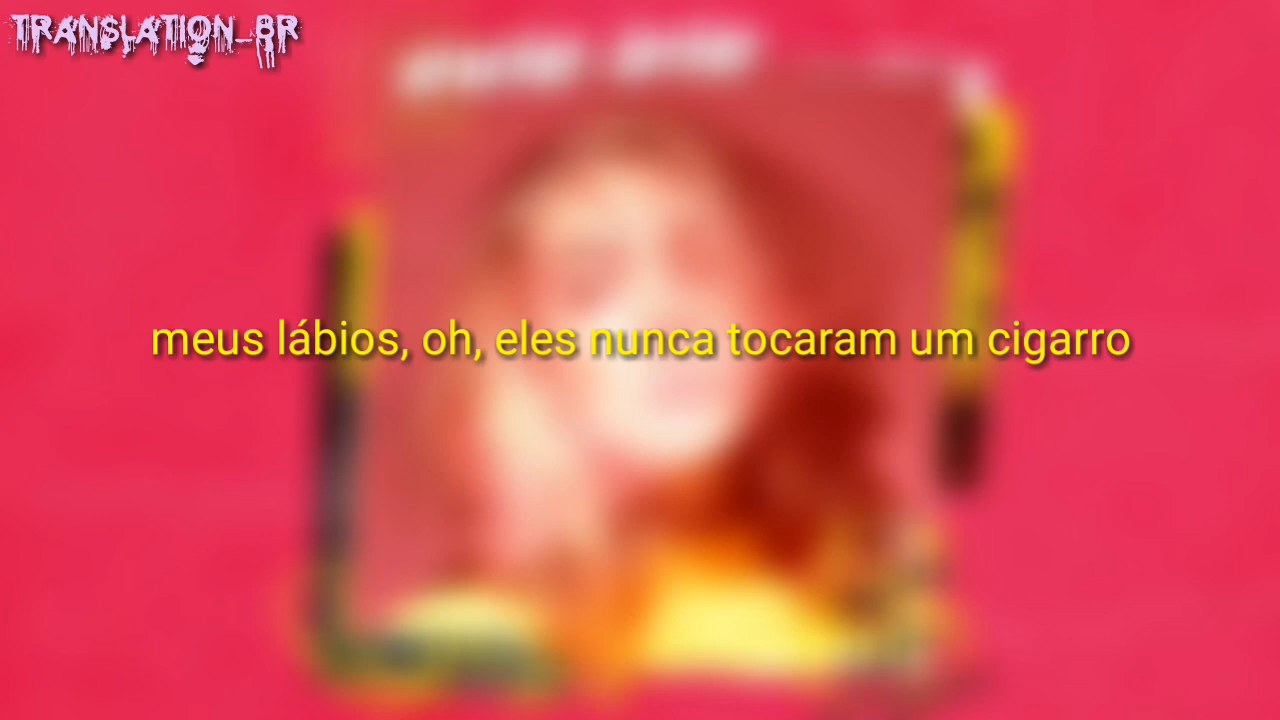 TRANSLATION_BR
meus lábios, oh, eles nunca tocaram um cigarro